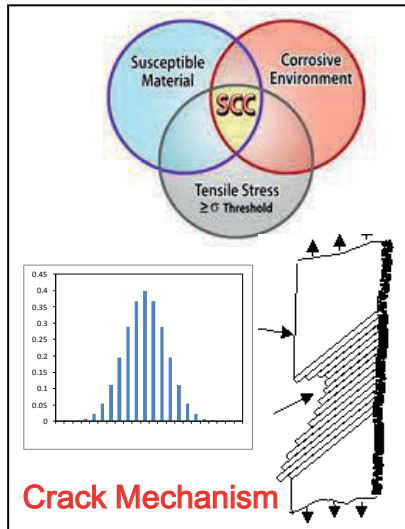 Susceptible
Material
Corrosive
Environment
SCC
Tensile Stress
≥ σ Threshold
0.45
0.4
0.35
0.3
0.25
0.2
0.15
0.1
0.05
0
Crack Mechanism